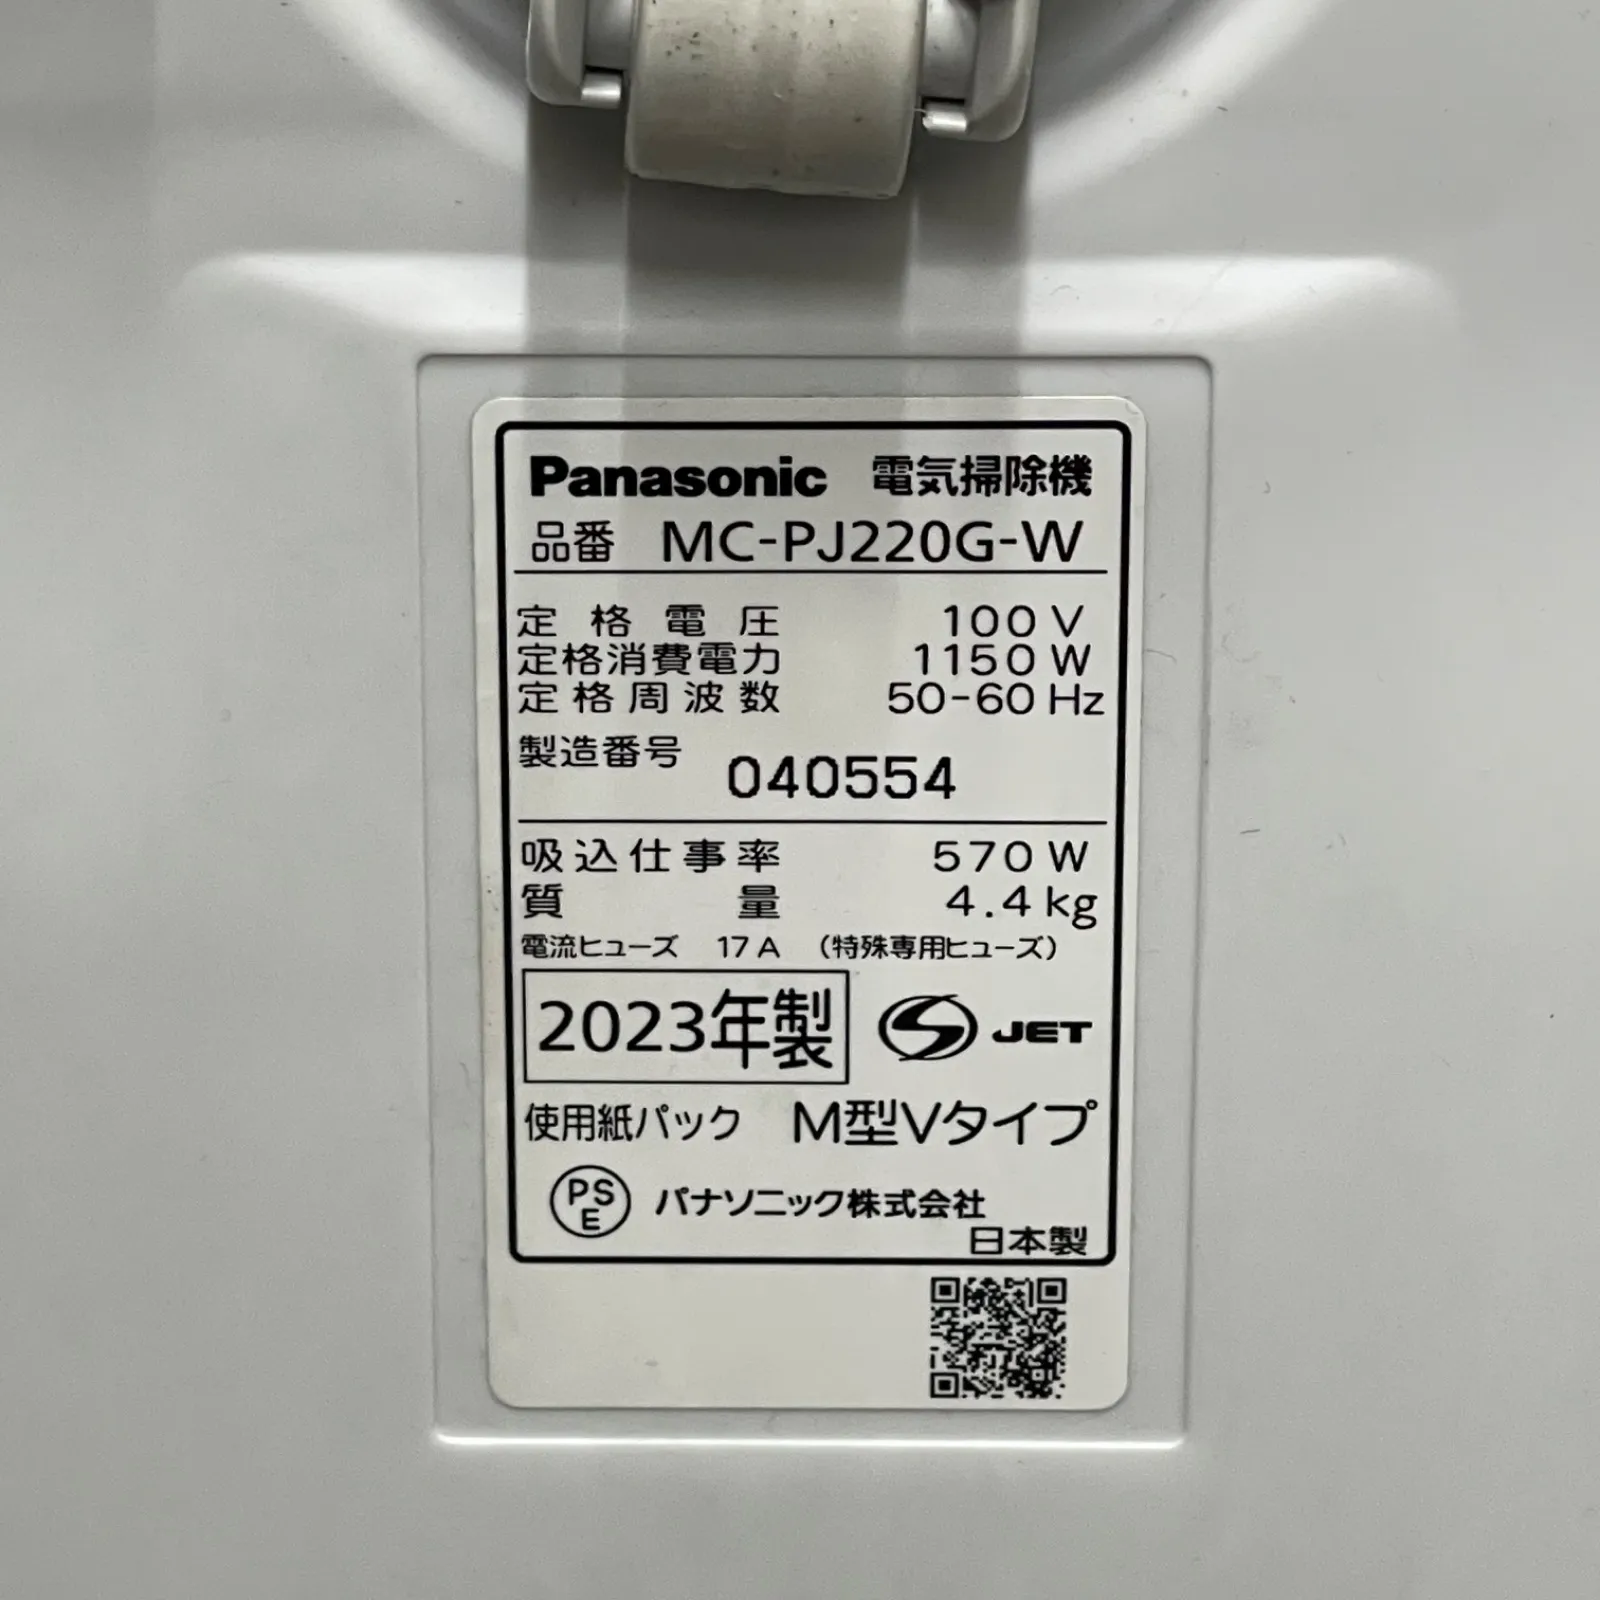 Panasonic 電気掃除機
品番 MC-PJ220G-W
定格電圧 100V
定格消費電力 1150W
定格周波数 50-60Hz
製造番号 040554
吸込仕事率 570W
質量 4.4kg
電流ヒューズ 17A (特殊専用ヒューズ)
2023年製 S JET
使用紙パック M型Vタイプ
PSE パナソニック株式会社
日本製